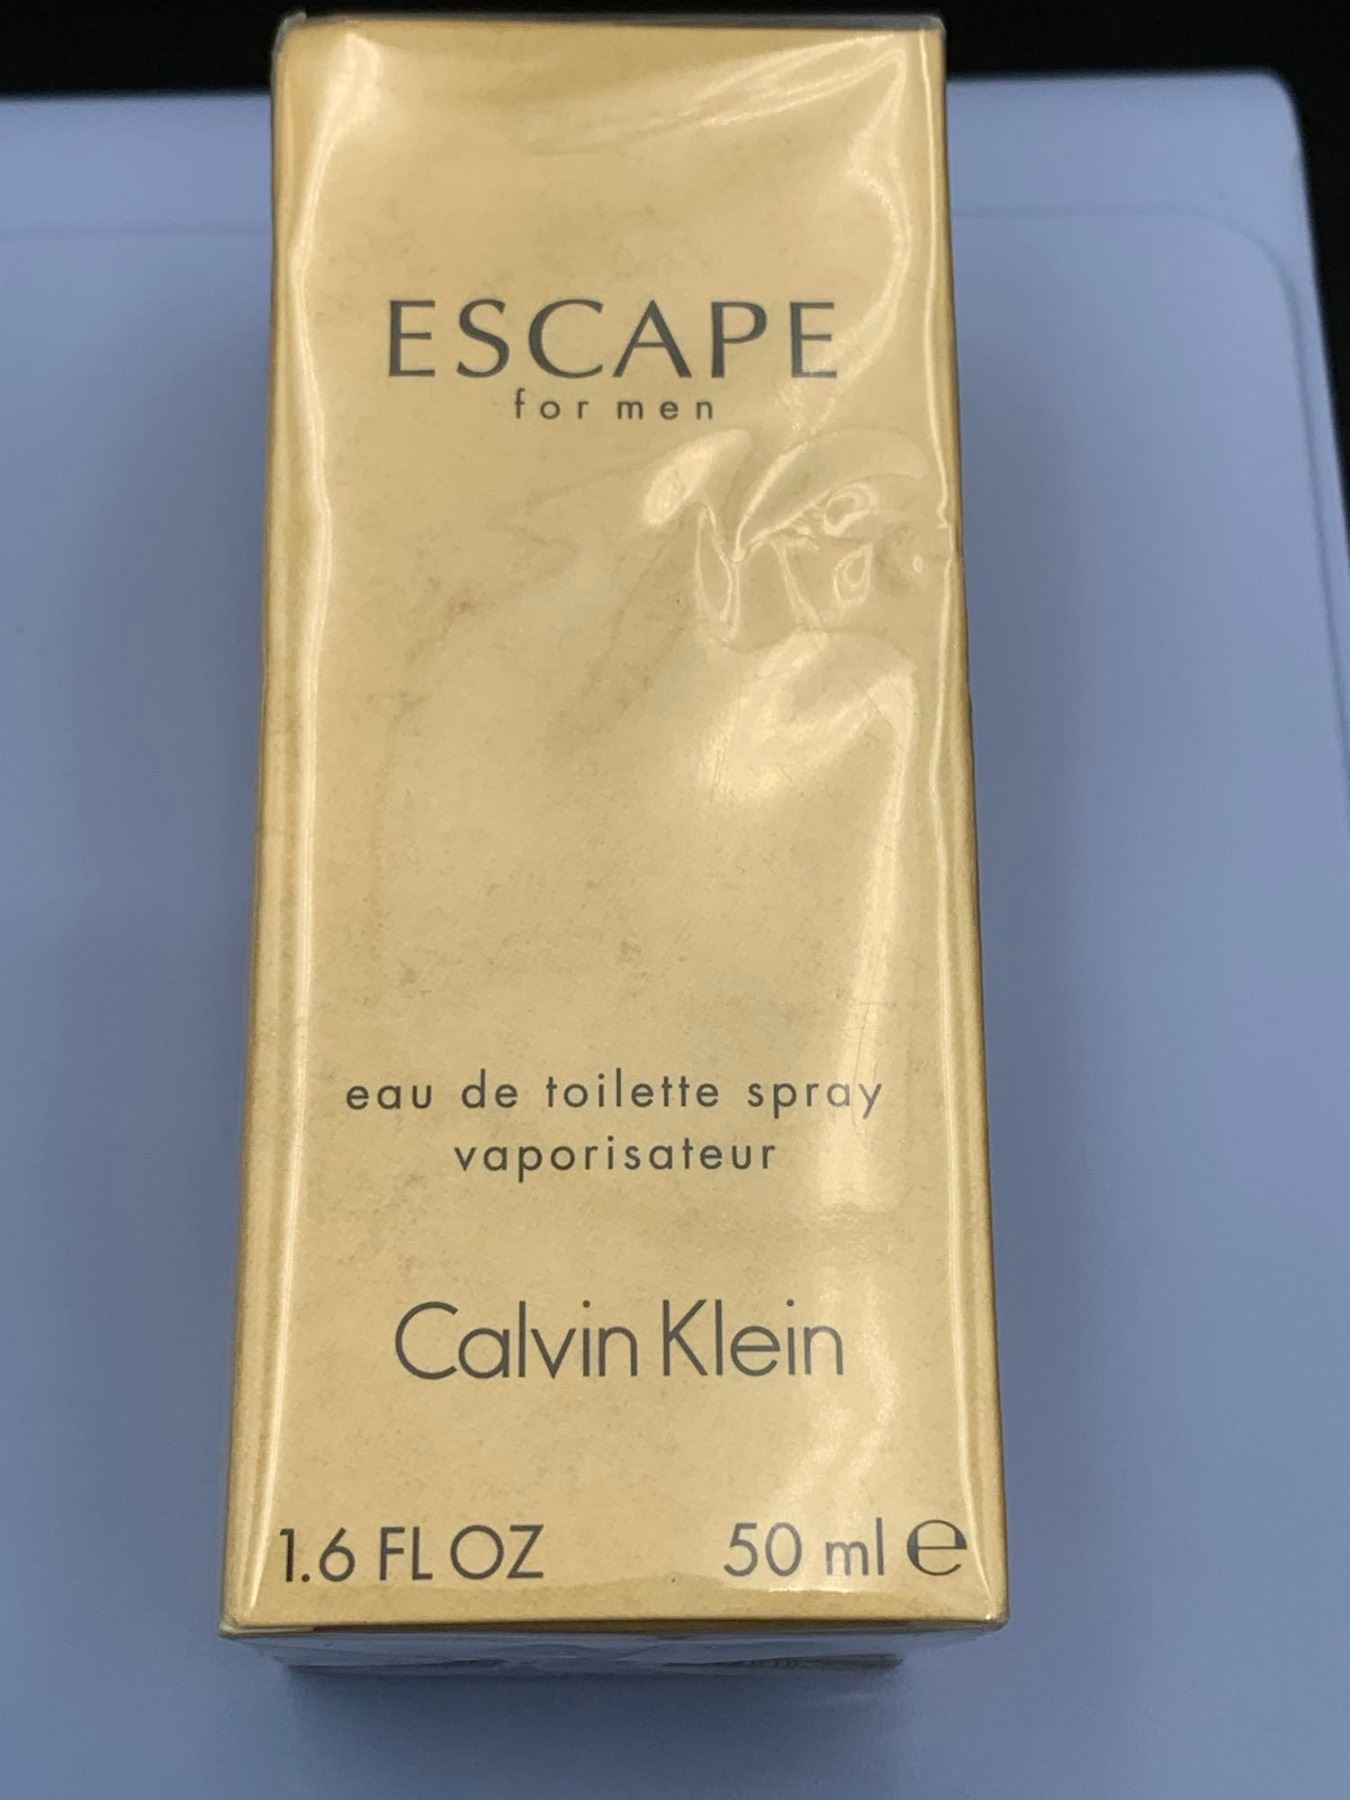 ESCAPE
for men
eau de toilette spray
vaporisateur
Calvin Klein
1.6 FL OZ 50 ml ℮